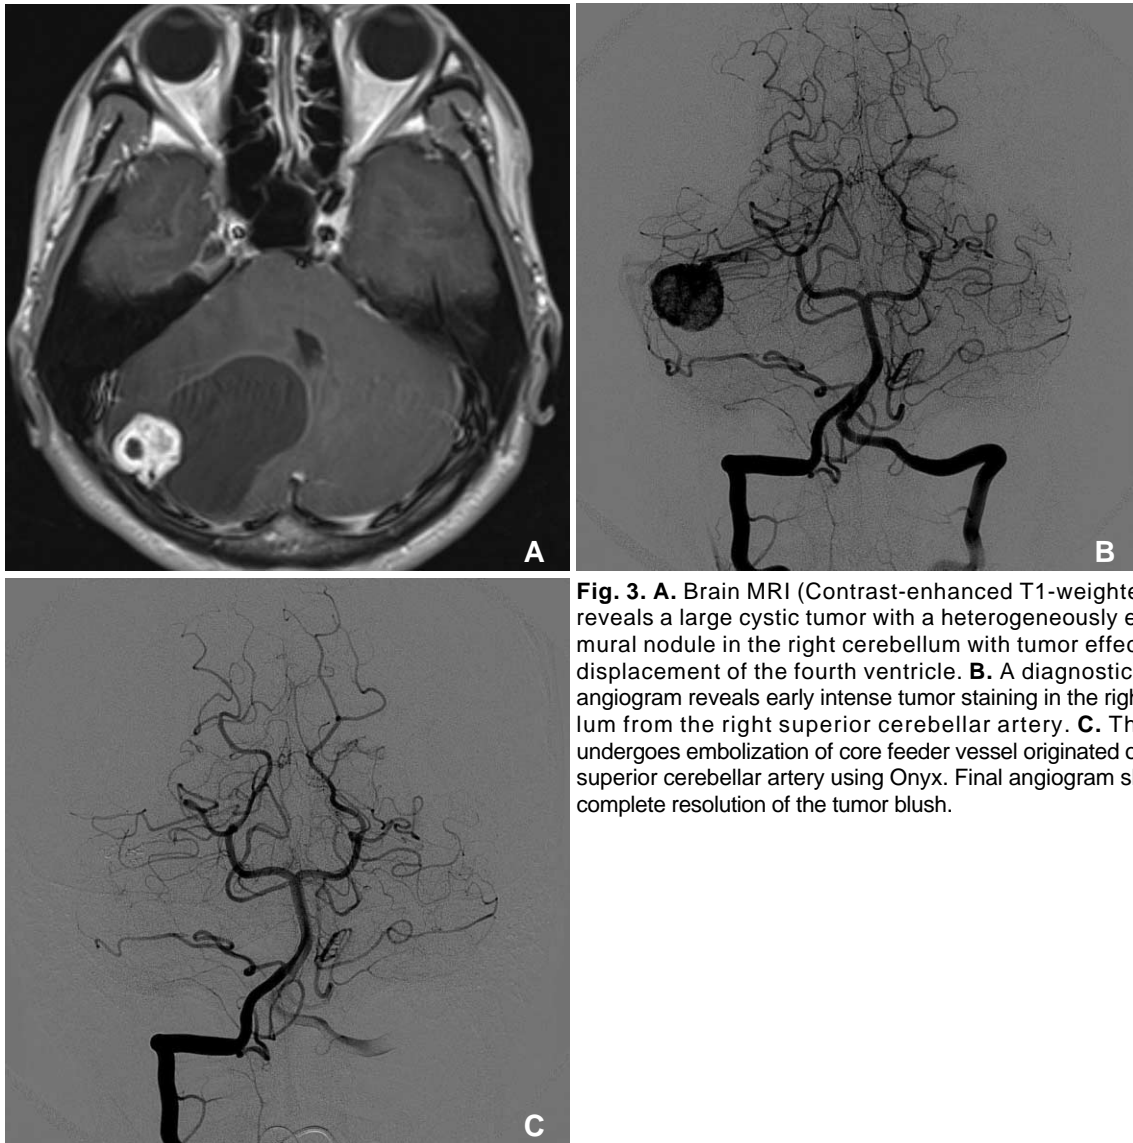 A
B
C
Fig. 3. A. Brain MRI (Contrast-enhanced T1-weighte
reveals a large cystic tumor with a heterogeneously e
mural nodule in the right cerebellum with tumor effec
displacement of the fourth ventricle. B. A diagnostic
angiogram reveals early intense tumor staining in the righ
lum from the right superior cerebellar artery. C. Th
undergoes embolization of core feeder vessel originated o
superior cerebellar artery using Onyx. Final angiogram s
complete resolution of the tumor blush.